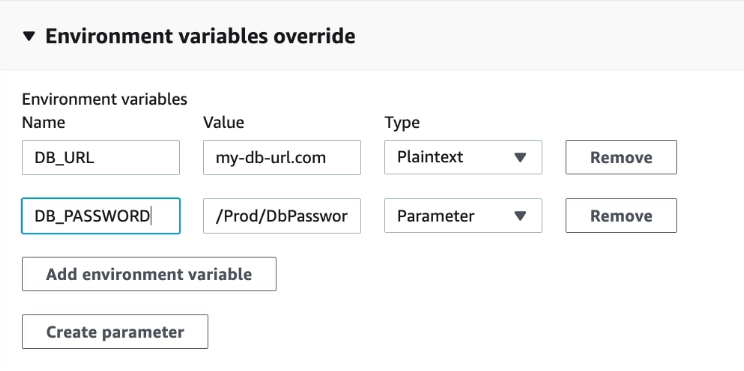 Environment variables override
Environment variables
Name Value Type
DB_URL my-db-url.com Plaintext Remove
DB_PASSWORD /Prod/DbPasswor Parameter Remove
Add environment variable
Create parameter